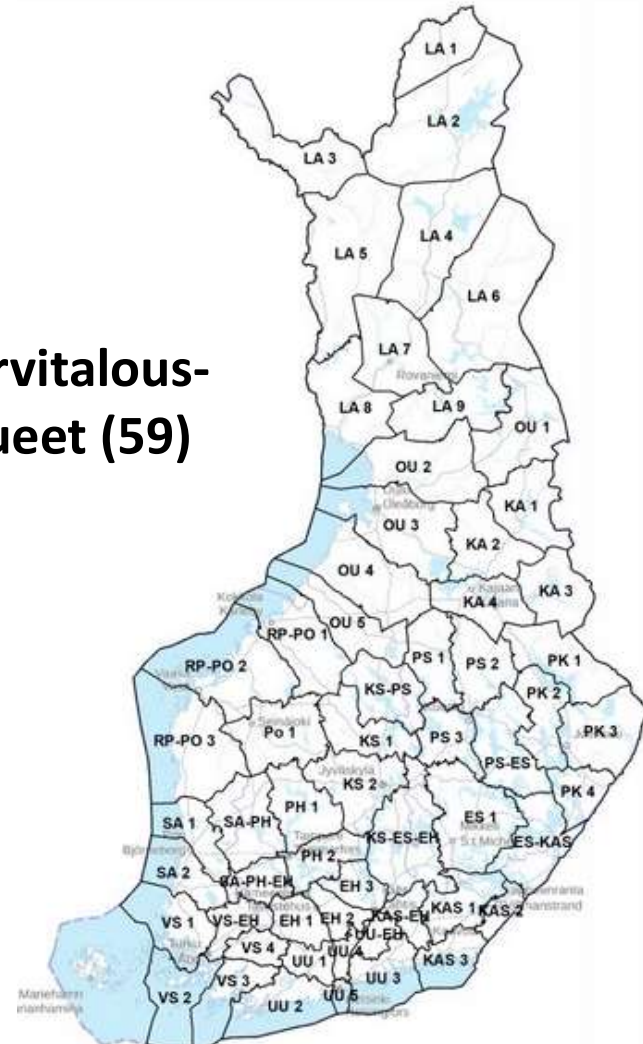 LA 1
LA 2
LA 3
LA 4
LA 5
LA 6
rvitalous-
ueet (59)
LA 7
Rovaniemi
LA 8
LA 9
OU 1
OU 2
KA 1
Uleåborg
OU 3
KA 2
OU 4
KA 3
KA 4
OU 5
RP-PO 1
PS 1
PS 2
PK 1
RP-PO 2
KS-PS
PK 2
Seinäjoki
Po 1
PK 3
RP-PO 3
KS 1
PS 3
PS-ES
Jyväskylä
KS 2
PK 4
PH 1
SA 1
SA-PH
ES 1
KS-ES-EH
ES-KAS
PH 2
SA 2
SA-PH-EH
EH 3
VS 1
VS-EH
EH 1
EH 2
KAS-EH
KAS 1
KAS 2
UU-EH
VS 4
UU 1
UU 4
KAS 3
Turku
VS 3
UU 3
Mariehamn
VS 2
UU 2
UU 5